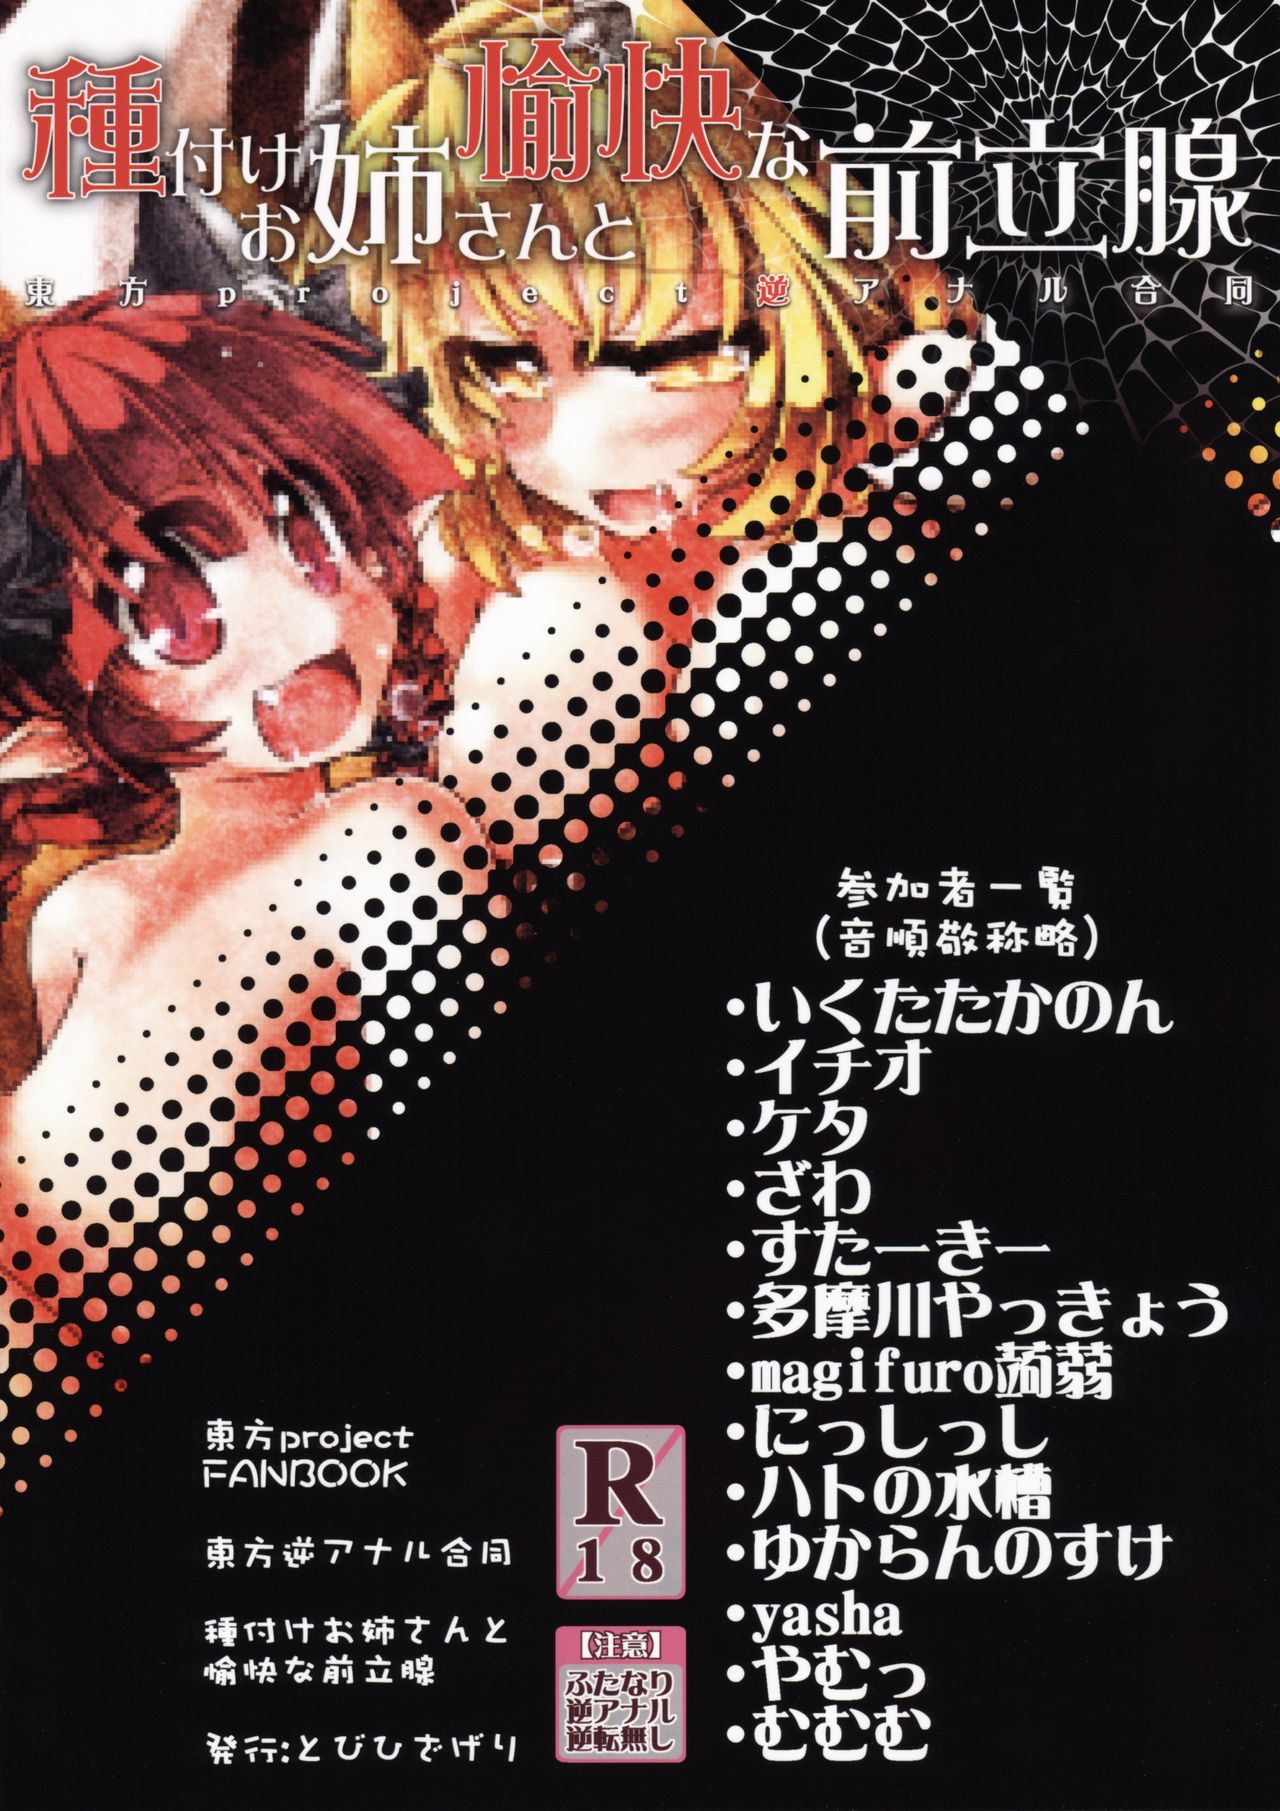 種付けお姉さんと愉快な前立腺
東方project逆アナル合同
参加者一覧
(音順敬称略)
・いくたたかのん
・イチオ
・ケタ
・ざわ
・すたーきー
・多摩川やっきょう
・magifuro蒟蒻
・にっしっし
・ハトの水槽
・ゆからんのすけ
・yasha
・やむっ
・むむむ
東方project
FANBOOK
東方逆アナル合同
種付けお姉さんと
愉快な前立腺
発行:とびひざげり
R
18
【注意】
ふたなり
逆アナル
逆転無し